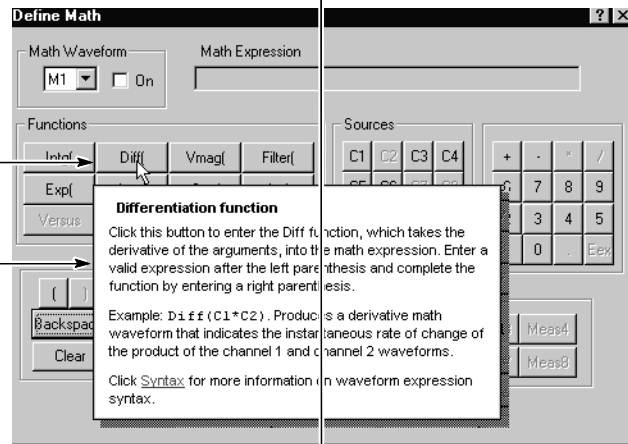 Define Math
Math Waveform
Math Expression
M1
On
Functions
Sources
Intg(
Diff(
Vmag(
Filter(
C1
C2
C3
C4
+
-
*
/
Exp(
7
8
9
Versus
3
4
5
0
.
Eex
Differentiation function
Click this button to enter the Diff function, which takes the
derivative of the arguments, into the math expression. Enter a
valid expression after the left parenthesis and complete the
function by entering a right parenthesis.
Example: Diff(C1*C2). Produces a derivative math
waveform that indicates the instantaneous rate of change of
the product of the channel 1 and channel 2 waveforms.
Click Syntax for more information on waveform expression
syntax.
(
)
Backspac
Clear
Meas4
Meas8